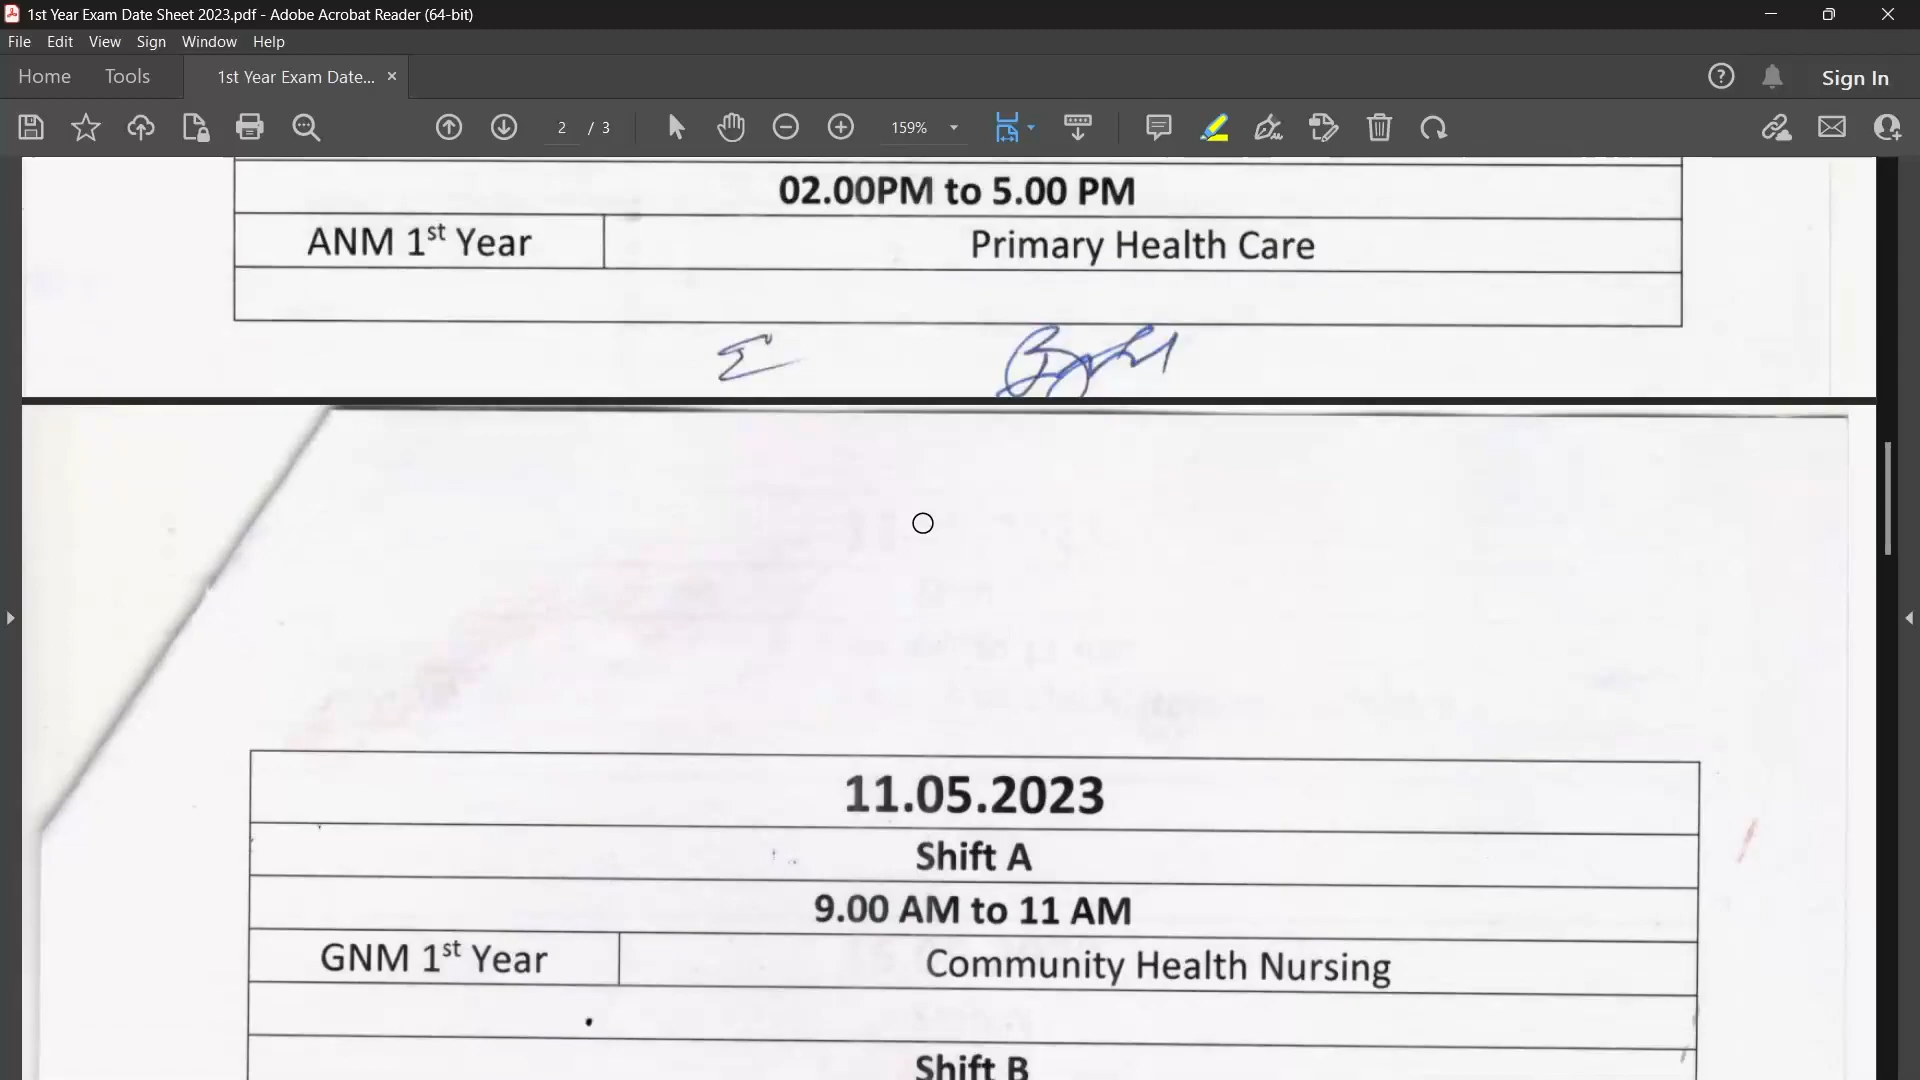 1st Year Exam Date Sheet 2023.pdf - Adobe Acrobat Reader (64-bit)
File Edit View Sign Window Help
Home Tools 1st Year Exam Date... Sign In
2 / 3 159%
02.00PM to 5.00 PM
ANM 1st Year Primary Health Care
11.05.2023
Shift A
9.00 AM to 11 AM
GNM 1st Year Community Health Nursing
Shift B